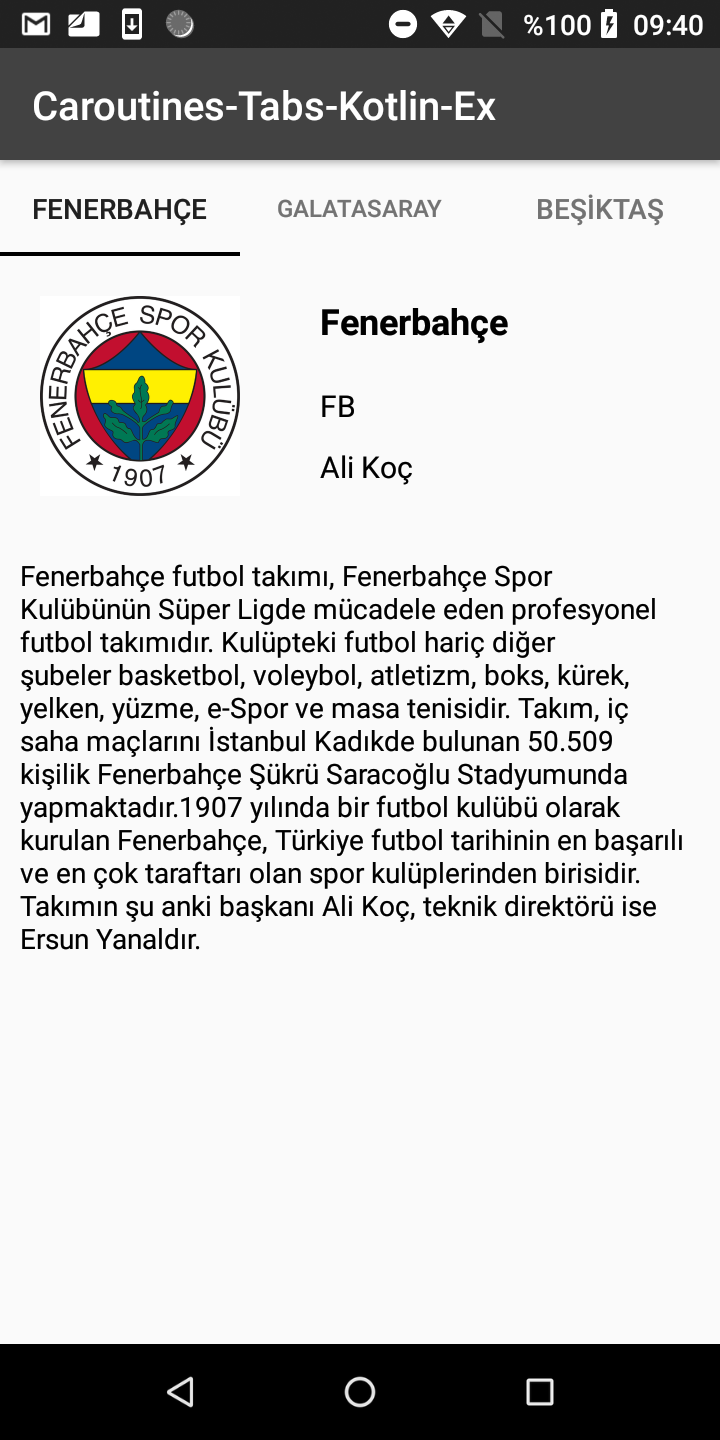 %100 09:40
Caroutines-Tabs-Kotlin-Ex
FENERBAHÇE GALATASARAY BEŞİKTAŞ
FENERBAHÇE SPOR KULÜBÜ
★ 1907 ★
Fenerbahçe
FB
Ali Koç
Fenerbahçe futbol takımı, Fenerbahçe Spor
Kulübünün Süper Ligde mücadele eden profesyonel
futbol takımıdır. Kulüpteki futbol hariç diğer
şubeler basketbol, voleybol, atletizm, boks, kürek,
yelken, yüzme, e-Spor ve masa tenisidir. Takım, iç
saha maçlarını İstanbul Kadıkde bulunan 50.509
kişilik Fenerbahçe Şükrü Saracoğlu Stadyumunda
yapmaktadır.1907 yılında bir futbol kulübü olarak
kurulan Fenerbahçe, Türkiye futbol tarihinin en başarılı
ve en çok taraftarı olan spor kulüplerinden birisidir.
Takımın şu anki başkanı Ali Koç, teknik direktörü ise
Ersun Yanaldır.